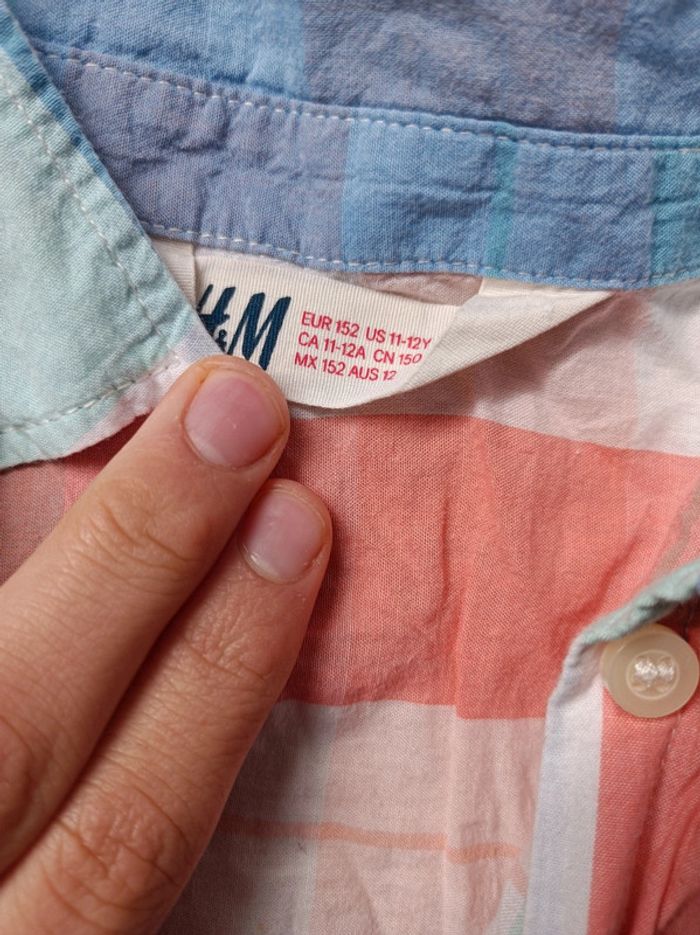 H&M
EUR 152 US 11-12Y
CA 11-12A CN 150
MX 152 AUS 12